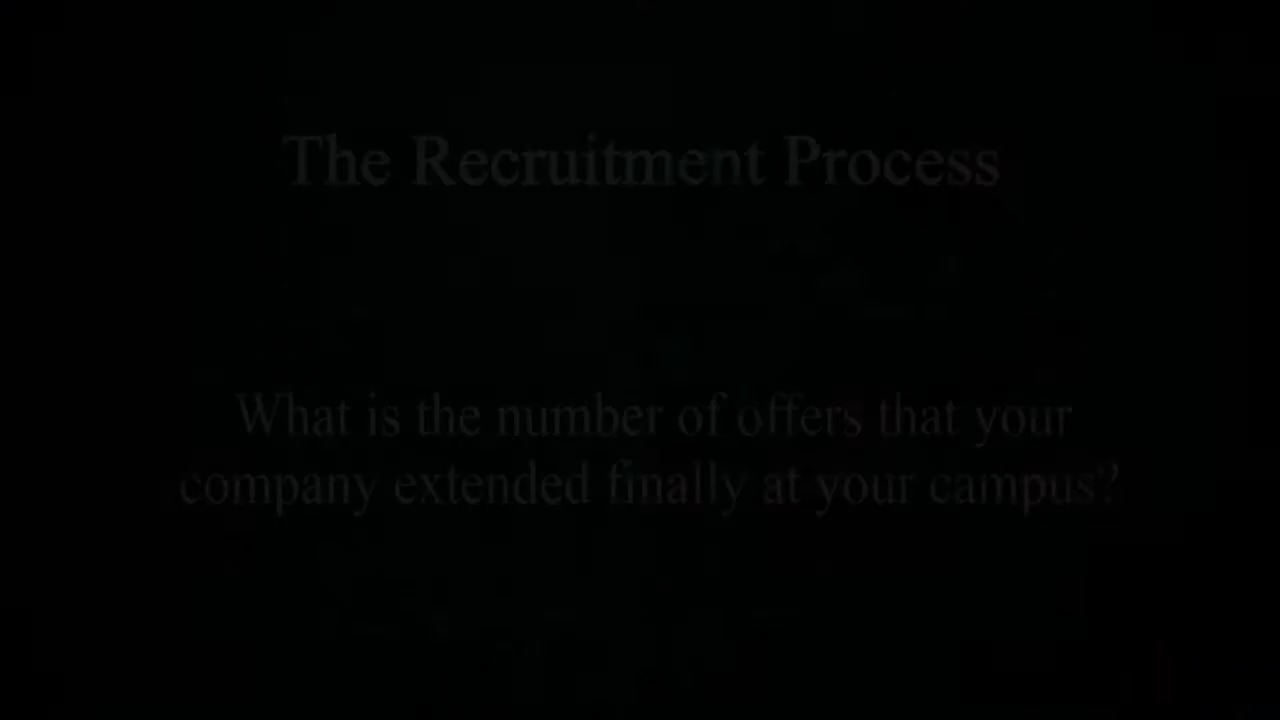 The Recruitment Process
What is the number of offers that your
company extended finally at your campus?